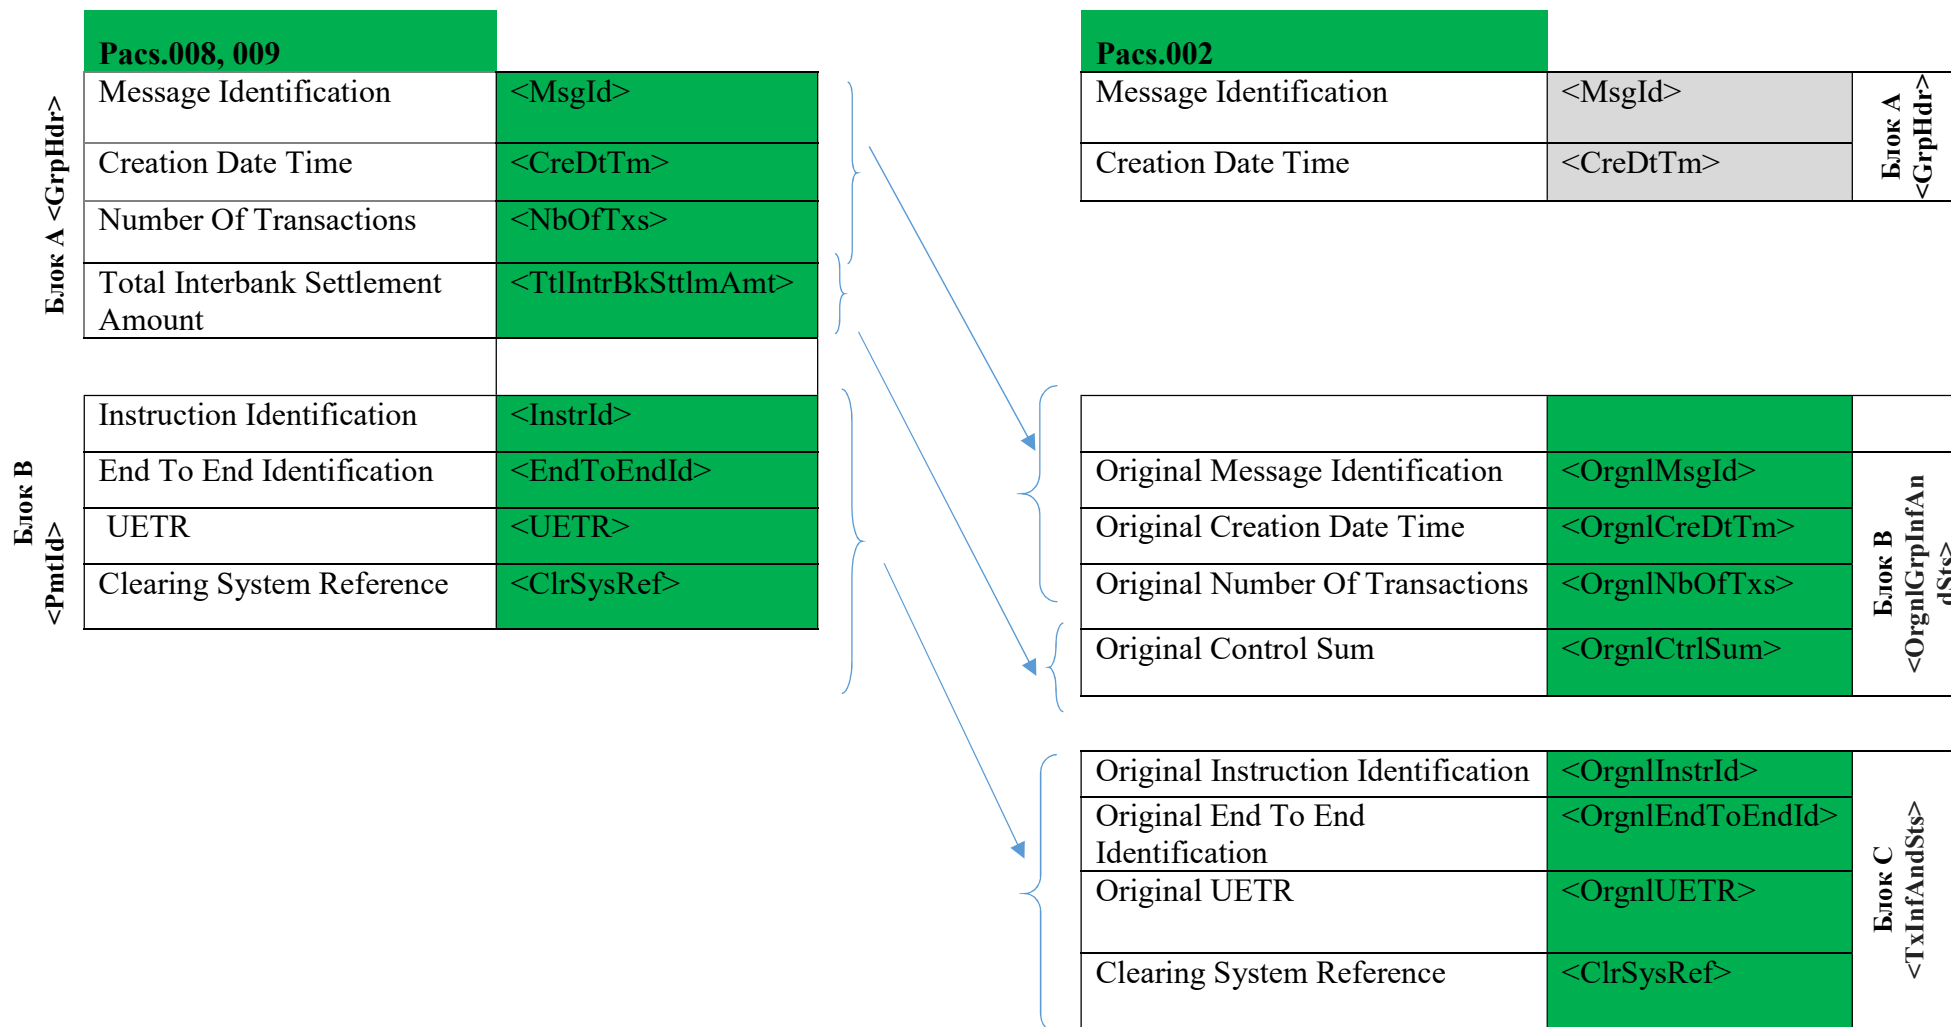 Pacs.008, 009
Блок А <GrpHdr>
Message Identification <MsgId>
Creation Date Time <CreDtTm>
Number Of Transactions <NbOfTxs>
Total Interbank Settlement <TtlIntrBkSttlmAmt>
Amount
Блок В
<PmtId>
Instruction Identification <InstrId>
End To End Identification <EndToEndId>
UETR <UETR>
Clearing System Reference <ClrSysRef>
Pacs.002
Message Identification <MsgId>
Creation Date Time <CreDtTm>
Блок А
<GrpHdr>
Original Message Identification <OrgnlMsgId>
Original Creation Date Time <OrgnlCreDtTm>
Original Number Of Transactions <OrgnlNbOfTxs>
Original Control Sum <OrgnlCtrlSum>
Блок В
<OrgnlGrpInfAn
dSts>
Original Instruction Identification <OrgnlInstrId>
Original End To End <OrgnlEndToEndId>
Identification
Original UETR <OrgnlUETR>
Clearing System Reference <ClrSysRef>
Блок С
<TxInfAndSts>